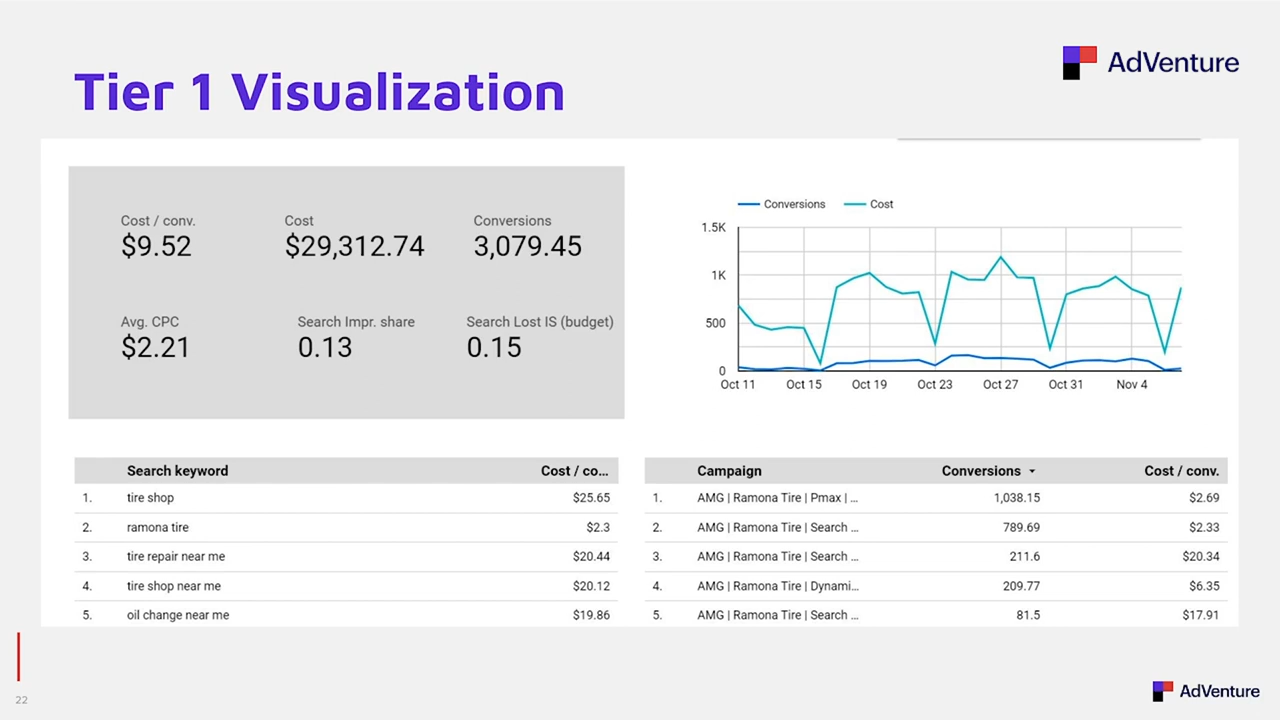 AdVenture
Tier 1 Visualization
Cost / conv. Cost Conversions
$9.52 $29,312.74 3,079.45
Avg. CPC Search Impr. share Search Lost IS (budget)
$2.21 0.13 0.15
Conversions Cost
1.5K
1K
500
0
Oct 11 Oct 15 Oct 19 Oct 23 Oct 27 Oct 31 Nov 4
Search keyword Cost / co...
1. tire shop $25.65
2. ramona tire $2.3
3. tire repair near me $20.44
4. tire shop near me $20.12
5. oil change near me $19.86
Campaign Conversions Cost / conv.
1. AMG | Ramona Tire | Pmax | ... 1,038.15 $2.69
2. AMG | Ramona Tire | Search ... 789.69 $2.33
3. AMG | Ramona Tire | Search ... 211.6 $20.34
4. AMG | Ramona Tire | Dynami... 209.77 $6.35
5. AMG | Ramona Tire | Search ... 81.5 $17.91
22
AdVenture